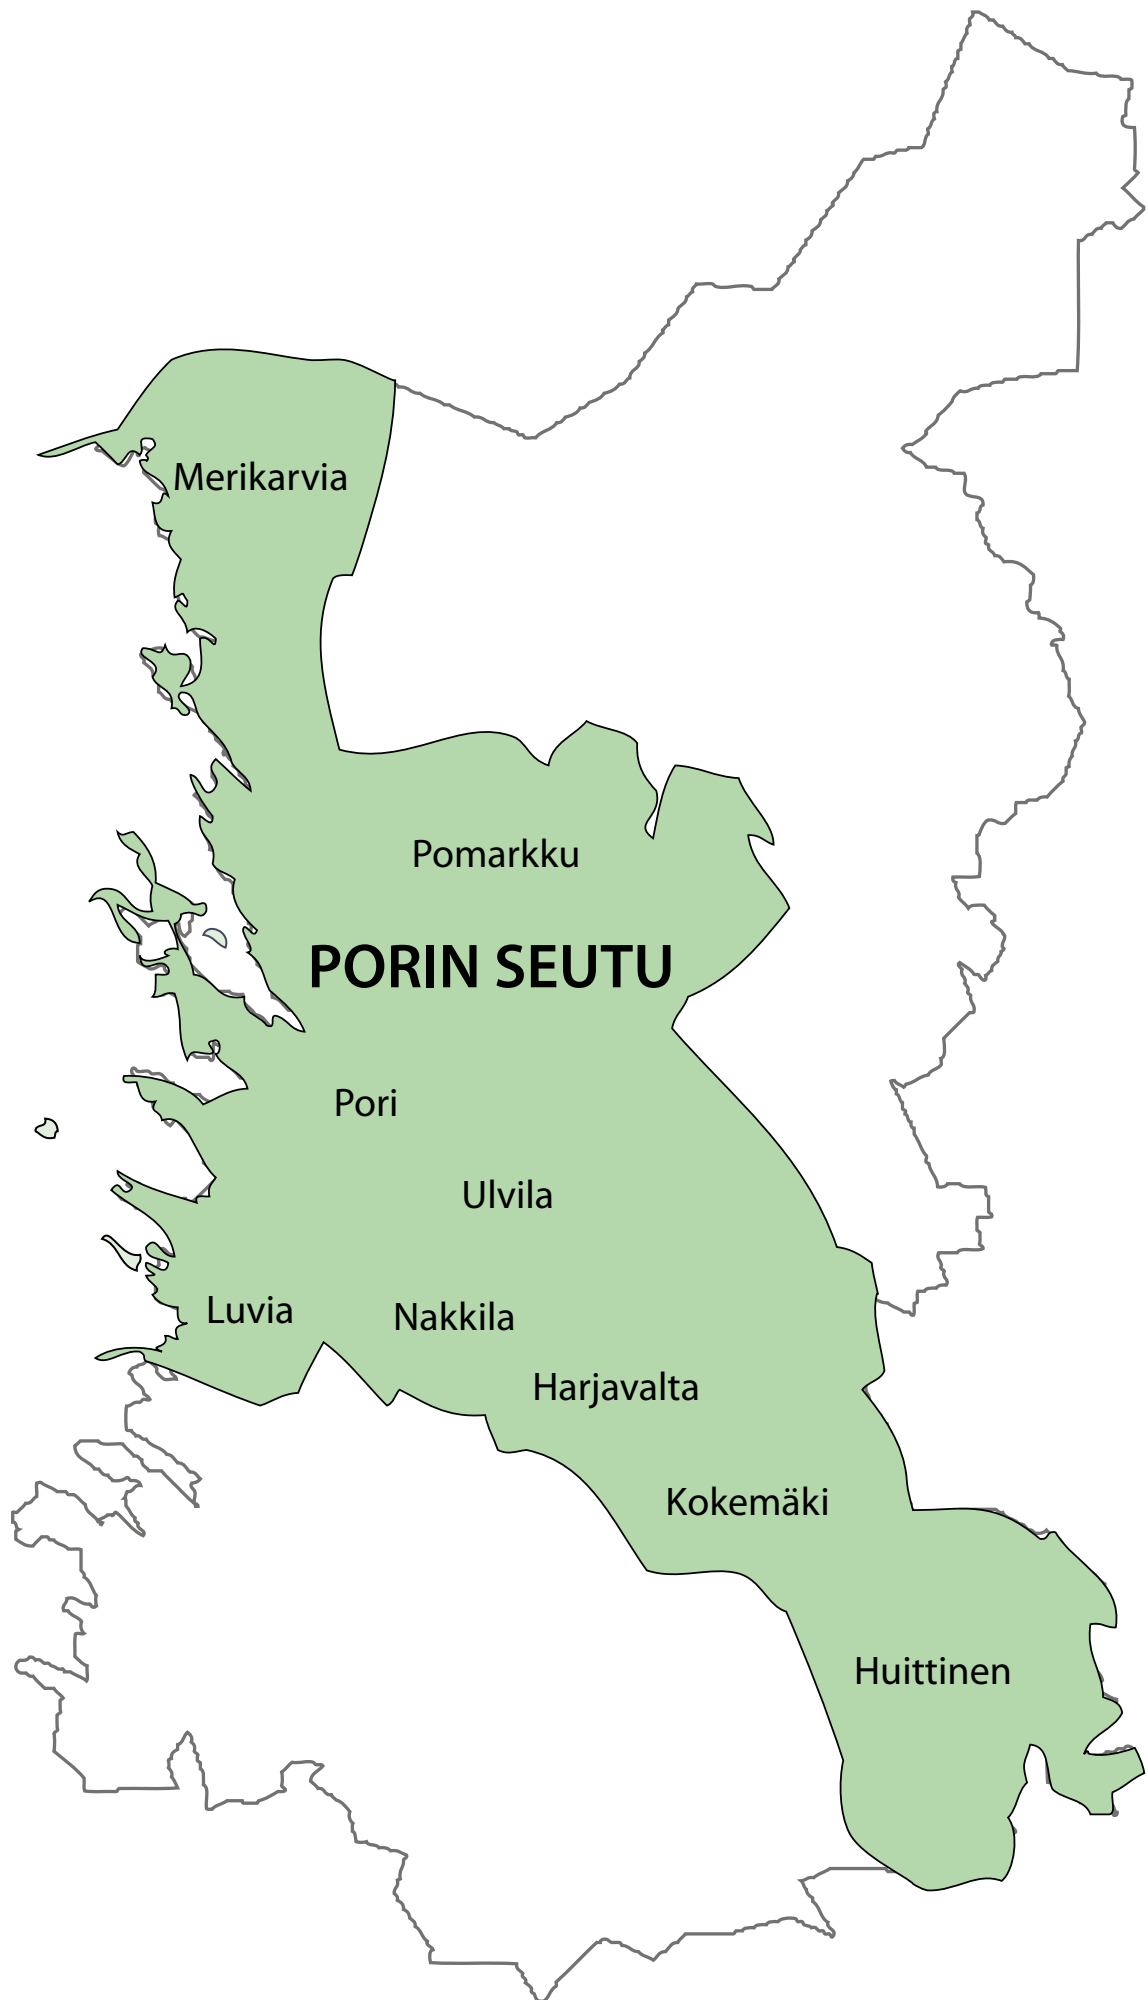 Merikarvia
Pomarkku
PORIN SEUTU
Pori
Ulvila
Luvia
Nakkila
Harjavalta
Kokemäki
Huittinen